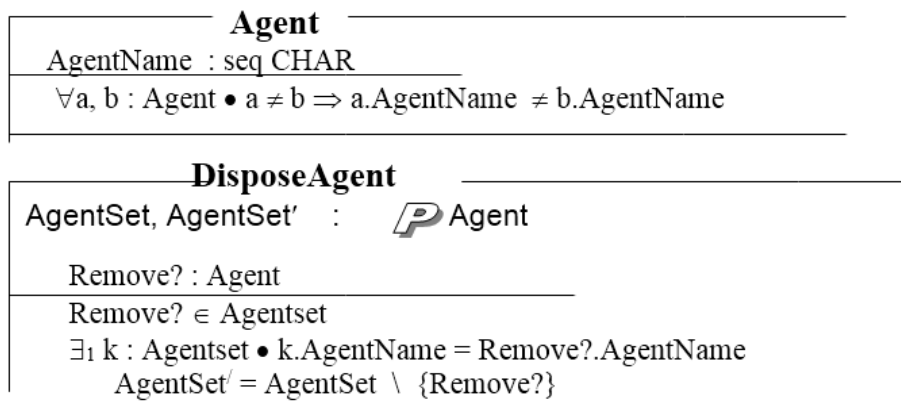 Agent
AgentName : seq CHAR
∀a, b : Agent • a ≠ b ⇒ a.AgentName ≠ b.AgentName
DisposeAgent
AgentSet, AgentSet′ : P Agent
Remove? : Agent
Remove? ∈ Agentset
∃₁ k : Agentset • k.AgentName = Remove?.AgentName
AgentSet/ = AgentSet \ {Remove?}